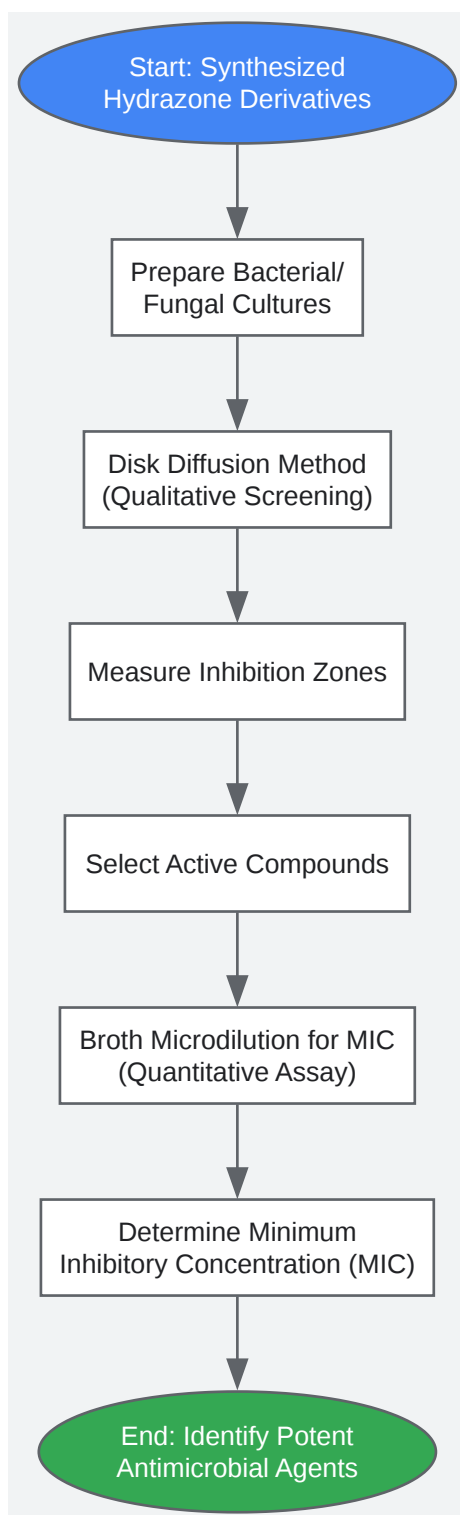 Start: Synthesized
Hydrazone Derivatives
Prepare Bacterial/
Fungal Cultures
Disk Diffusion Method
(Qualitative Screening)
Measure Inhibition Zones
Select Active Compounds
Broth Microdilution for MIC
(Quantitative Assay)
Determine Minimum
Inhibitory Concentration (MIC)
End: Identify Potent
Antimicrobial Agents